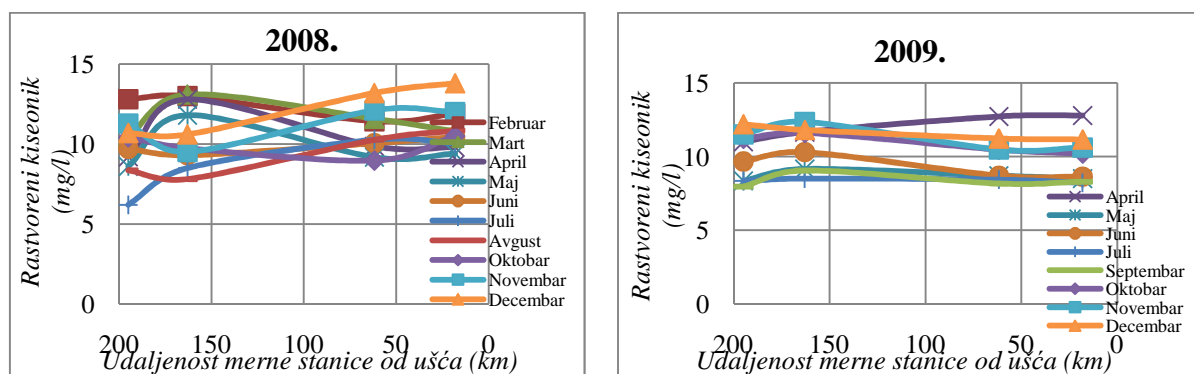 2008.
Rastvoreni kiseonik
(mg/l)
15
10
5
0
200 150 100 50 0
Udaljenost merne stanice od ušća (km)
Februar
Mart
April
Maj
Juni
Juli
Avgust
Oktobar
Novembar
Decembar
2009.
Rastvoreni kiseonik
(mg/l)
15
10
5
0
200 150 100 50 0
Udaljenost merne stanice od ušća (km)
April
Maj
Juni
Juli
Septembar
Oktobar
Novembar
Decembar